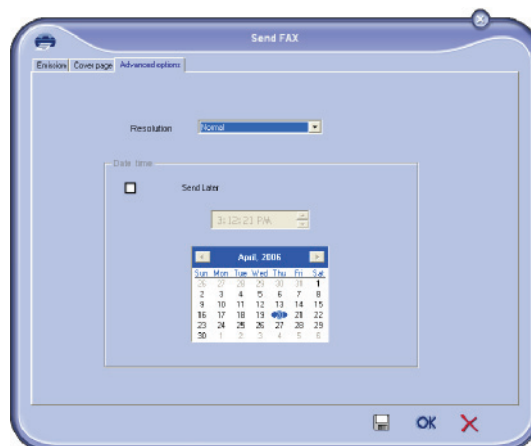 Send FAX
Emission Cover page Advanced options
Resolution Normal
Date time
Send Later
3:12:21 PM
April, 2006
Sun Mon Tue Wed Thu Fri Sat
26 27 28 29 30 31 1
2 3 4 5 6 7 8
9 10 11 12 13 14 15
16 17 18 19 20 21 22
23 24 25 26 27 28 29
30 1 2 3 4 5 6
OK